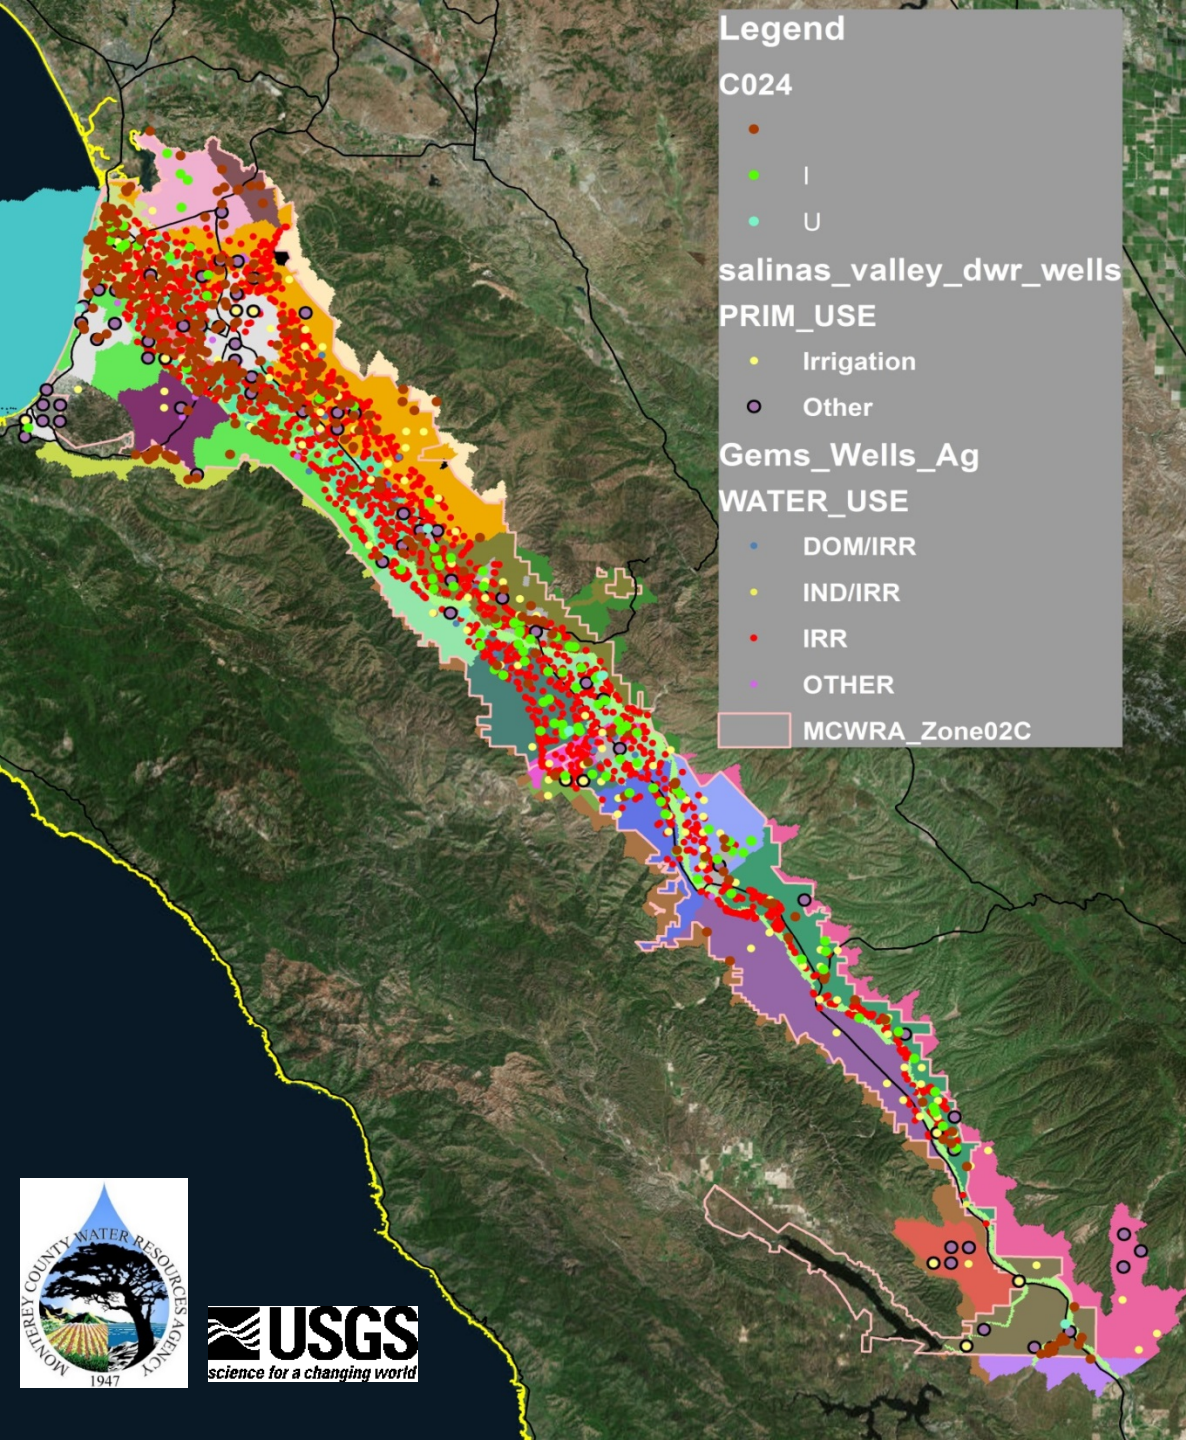 Legend
C024
I
U
salinas_valley_dwr_wells
PRIM_USE
Irrigation
Other
Gems_Wells_Ag
WATER_USE
DOM/IRR
IND/IRR
IRR
OTHER
MCWRA_Zone02C
MONTEREY COUNTY WATER RESOURCES AGENCY
1947
USGS
science for a changing world